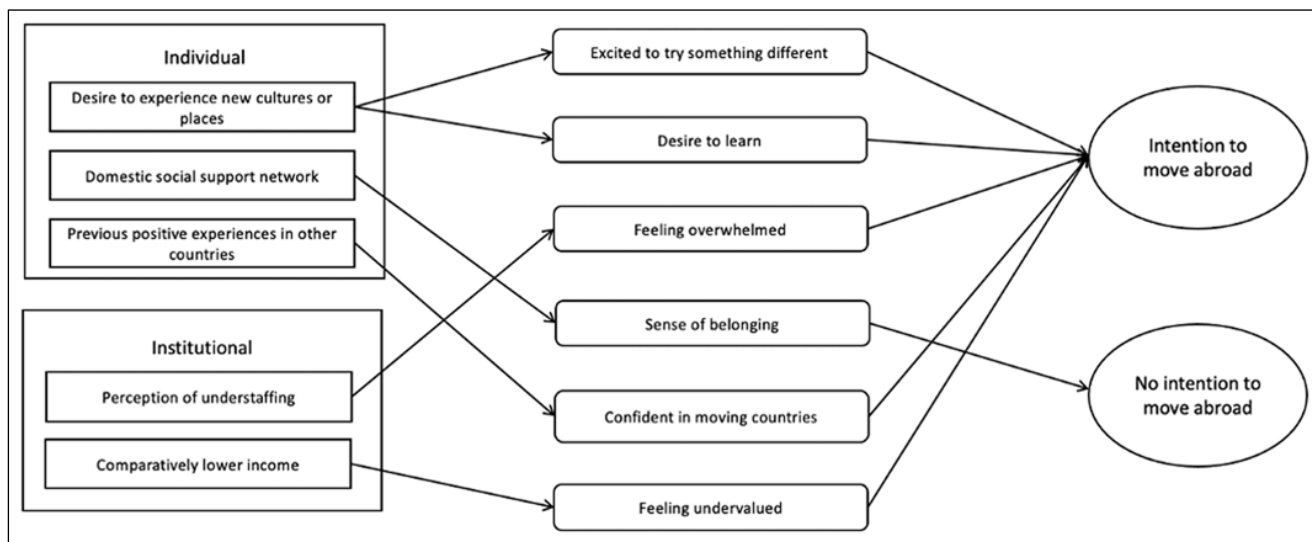 Individual
Desire to experience new cultures or
places
Domestic social support network
Previous positive experiences in other
countries
Institutional
Perception of understaffing
Comparatively lower income
Excited to try something different
Desire to learn
Feeling overwhelmed
Sense of belonging
Confident in moving countries
Feeling undervalued
Intention to
move abroad
No intention to
move abroad